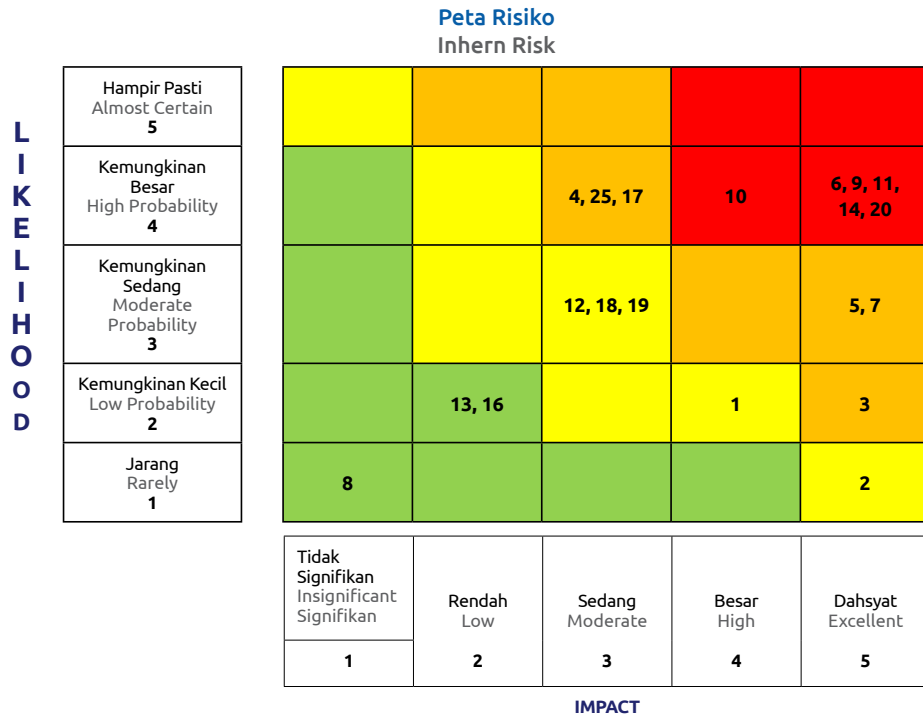 Peta Risiko
Inhern Risk
L
I
K
E
L
I
H
O
O
D
Hampir Pasti
Almost Certain
5
Kemungkinan
Besar
High Probability
4
4, 25, 17
10
6, 9, 11,
14, 20
Kemungkinan
Sedang
Moderate
Probability
3
12, 18, 19
5, 7
Kemungkinan Kecil
Low Probability
2
13, 16
1
3
Jarang
Rarely
1
8
2
Tidak
Signifikan
Insignificant
Signifikan
1
Rendah
Low
2
Sedang
Moderate
3
Besar
High
4
Dahsyat
Excellent
5
IMPACT